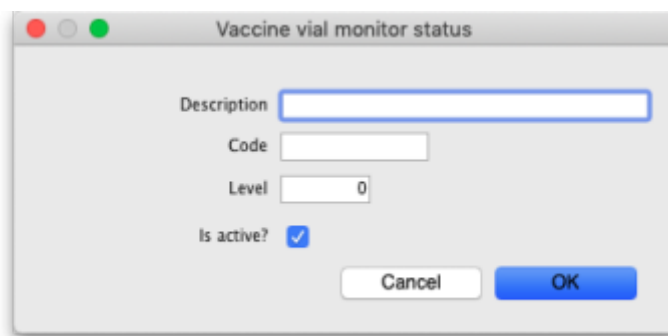 Vaccine vial monitor status
Description
Code
Level 0
Is active?
Cancel OK